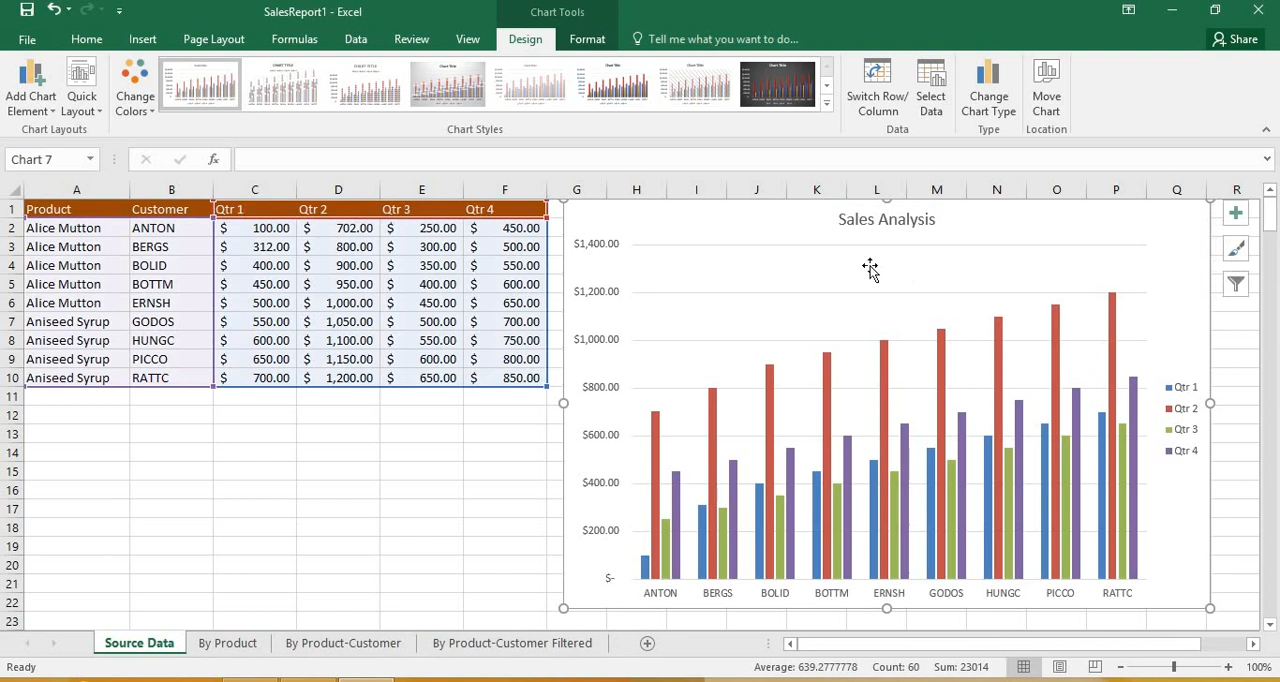 SalesReport1 - Excel
Chart Tools
File Home Insert Page Layout Formulas Data Review View Design Format Tell me what you want to do... Share
Add Chart Element
Quick Layout
Change Colors
Switch Row/ Column
Select Data
Change Chart Type
Move Chart
Chart Layouts Chart Styles Data Type Location
Chart 7 fx
A B C D E F G H I J K L M N O P Q R
1 Product Customer Qtr 1 Qtr 2 Qtr 3 Qtr 4
2 Alice Mutton ANTON $ 100.00 $ 702.00 $ 250.00 $ 450.00
3 Alice Mutton BERGS $ 312.00 $ 800.00 $ 300.00 $ 500.00
4 Alice Mutton BOLID $ 400.00 $ 900.00 $ 350.00 $ 550.00
5 Alice Mutton BOTTM $ 450.00 $ 950.00 $ 400.00 $ 600.00
6 Alice Mutton ERNSH $ 500.00 $ 1,000.00 $ 450.00 $ 650.00
7 Aniseed Syrup GODOS $ 550.00 $ 1,050.00 $ 500.00 $ 700.00
8 Aniseed Syrup HUNGC $ 600.00 $ 1,100.00 $ 550.00 $ 750.00
9 Aniseed Syrup PICCO $ 650.00 $ 1,150.00 $ 600.00 $ 800.00
10 Aniseed Syrup RATTC $ 700.00 $ 1,200.00 $ 650.00 $ 850.00
11
12
13
14
15
16
17
18
19
20
21
22
23
Sales Analysis
$1,400.00
$1,200.00
$1,000.00
$800.00
$600.00
$400.00
$200.00
$-
ANTON BERGS BOLID BOTTM ERNSH GODOS HUNGC PICCO RATTC
Qtr 1
Qtr 2
Qtr 3
Qtr 4
Source Data By Product By Product-Customer By Product-Customer Filtered
Ready Average: 639.2777778 Count: 60 Sum: 23014 100%